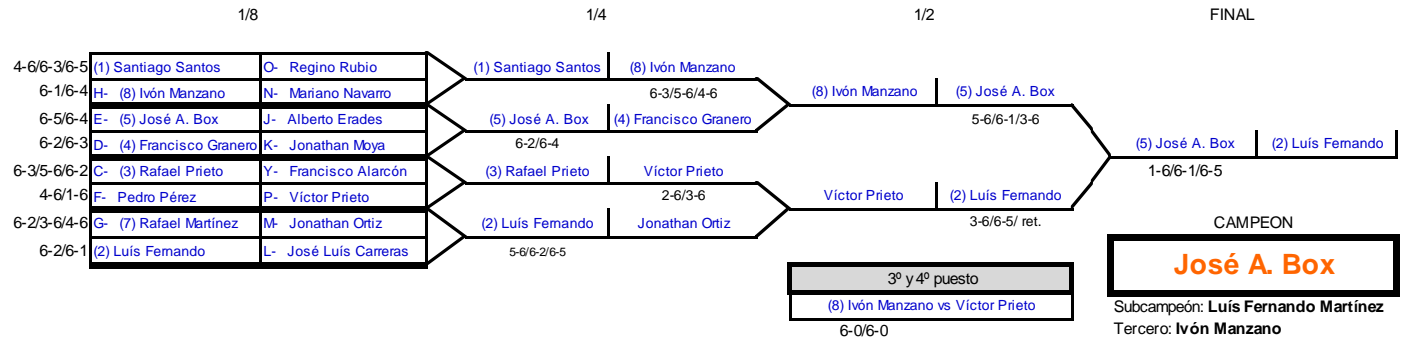 1/8 1/4 1/2 FINAL
4-6/6-3/6-5 (1) Santiago Santos O- Regino Rubio (1) Santiago Santos (8) Ivón Manzano
6-1/6-4 H- (8) Ivón Manzano N- Mariano Navarro 6-3/5-6/4-6 (8) Ivón Manzano (5) José A. Box
6-5/6-4 E- (5) José A. Box J- Alberto Erades (5) José A. Box (4) Francisco Granero 5-6/6-1/3-6
6-2/6-3 D- (4) Francisco Granero K- Jonathan Moya 6-2/6-4 (5) José A. Box (2) Luís Fernando
6-3/5-6/6-2 C- (3) Rafael Prieto Y- Francisco Alarcón (3) Rafael Prieto Víctor Prieto 1-6/6-1/6-5
4-6/1-6 F- Pedro Pérez P- Víctor Prieto 2-6/3-6 Víctor Prieto (2) Luís Fernando
6-2/3-6/4-6 G- (7) Rafael Martínez M- Jonathan Ortiz (2) Luís Fernando Jonathan Ortiz 3-6/6-5/ ret. CAMPEON
6-2/6-1 (2) Luís Fernando L- José Luís Carreras 5-6/6-2/6-5
José A. Box
3º y 4º puesto
(8) Ivón Manzano vs Víctor Prieto Subcampeón: Luís Fernando Martínez
6-0/6-0 Tercero: Ivón Manzano